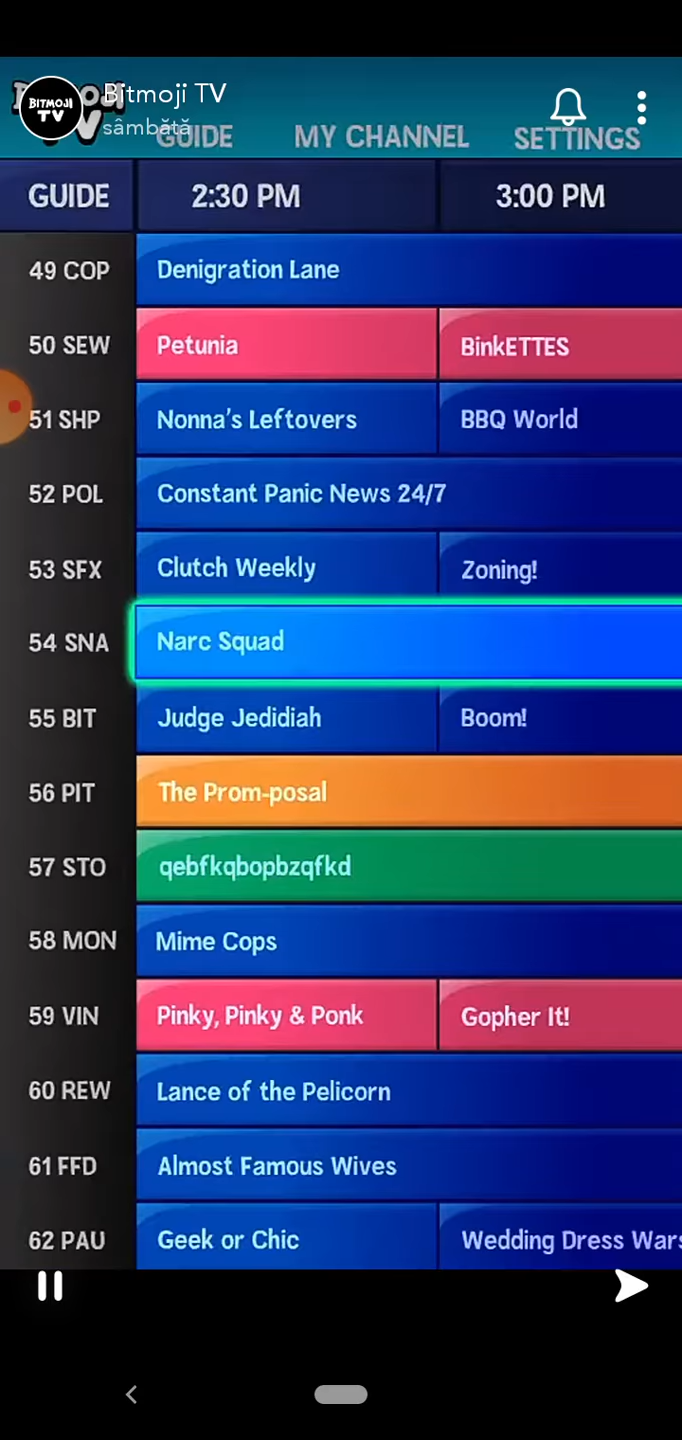 BITMOJI TV
Bitmoji TV
sâmbătă
GUIDE MY CHANNEL SETTINGS
GUIDE 2:30 PM 3:00 PM
49 COP Denigration Lane
50 SEW Petunia BinkETTES
51 SHP Nonna's Leftovers BBQ World
52 POL Constant Panic News 24/7
53 SFX Clutch Weekly Zoning!
54 SNA Narc Squad
55 BIT Judge Jedidiah Boom!
56 PIT The Prom-posal
57 STO qebfkqbopbzqfkd
58 MON Mime Cops
59 VIN Pinky, Pinky & Ponk Gopher It!
60 REW Lance of the Pelicorn
61 FFD Almost Famous Wives
62 PAU Geek or Chic Wedding Dress Wars